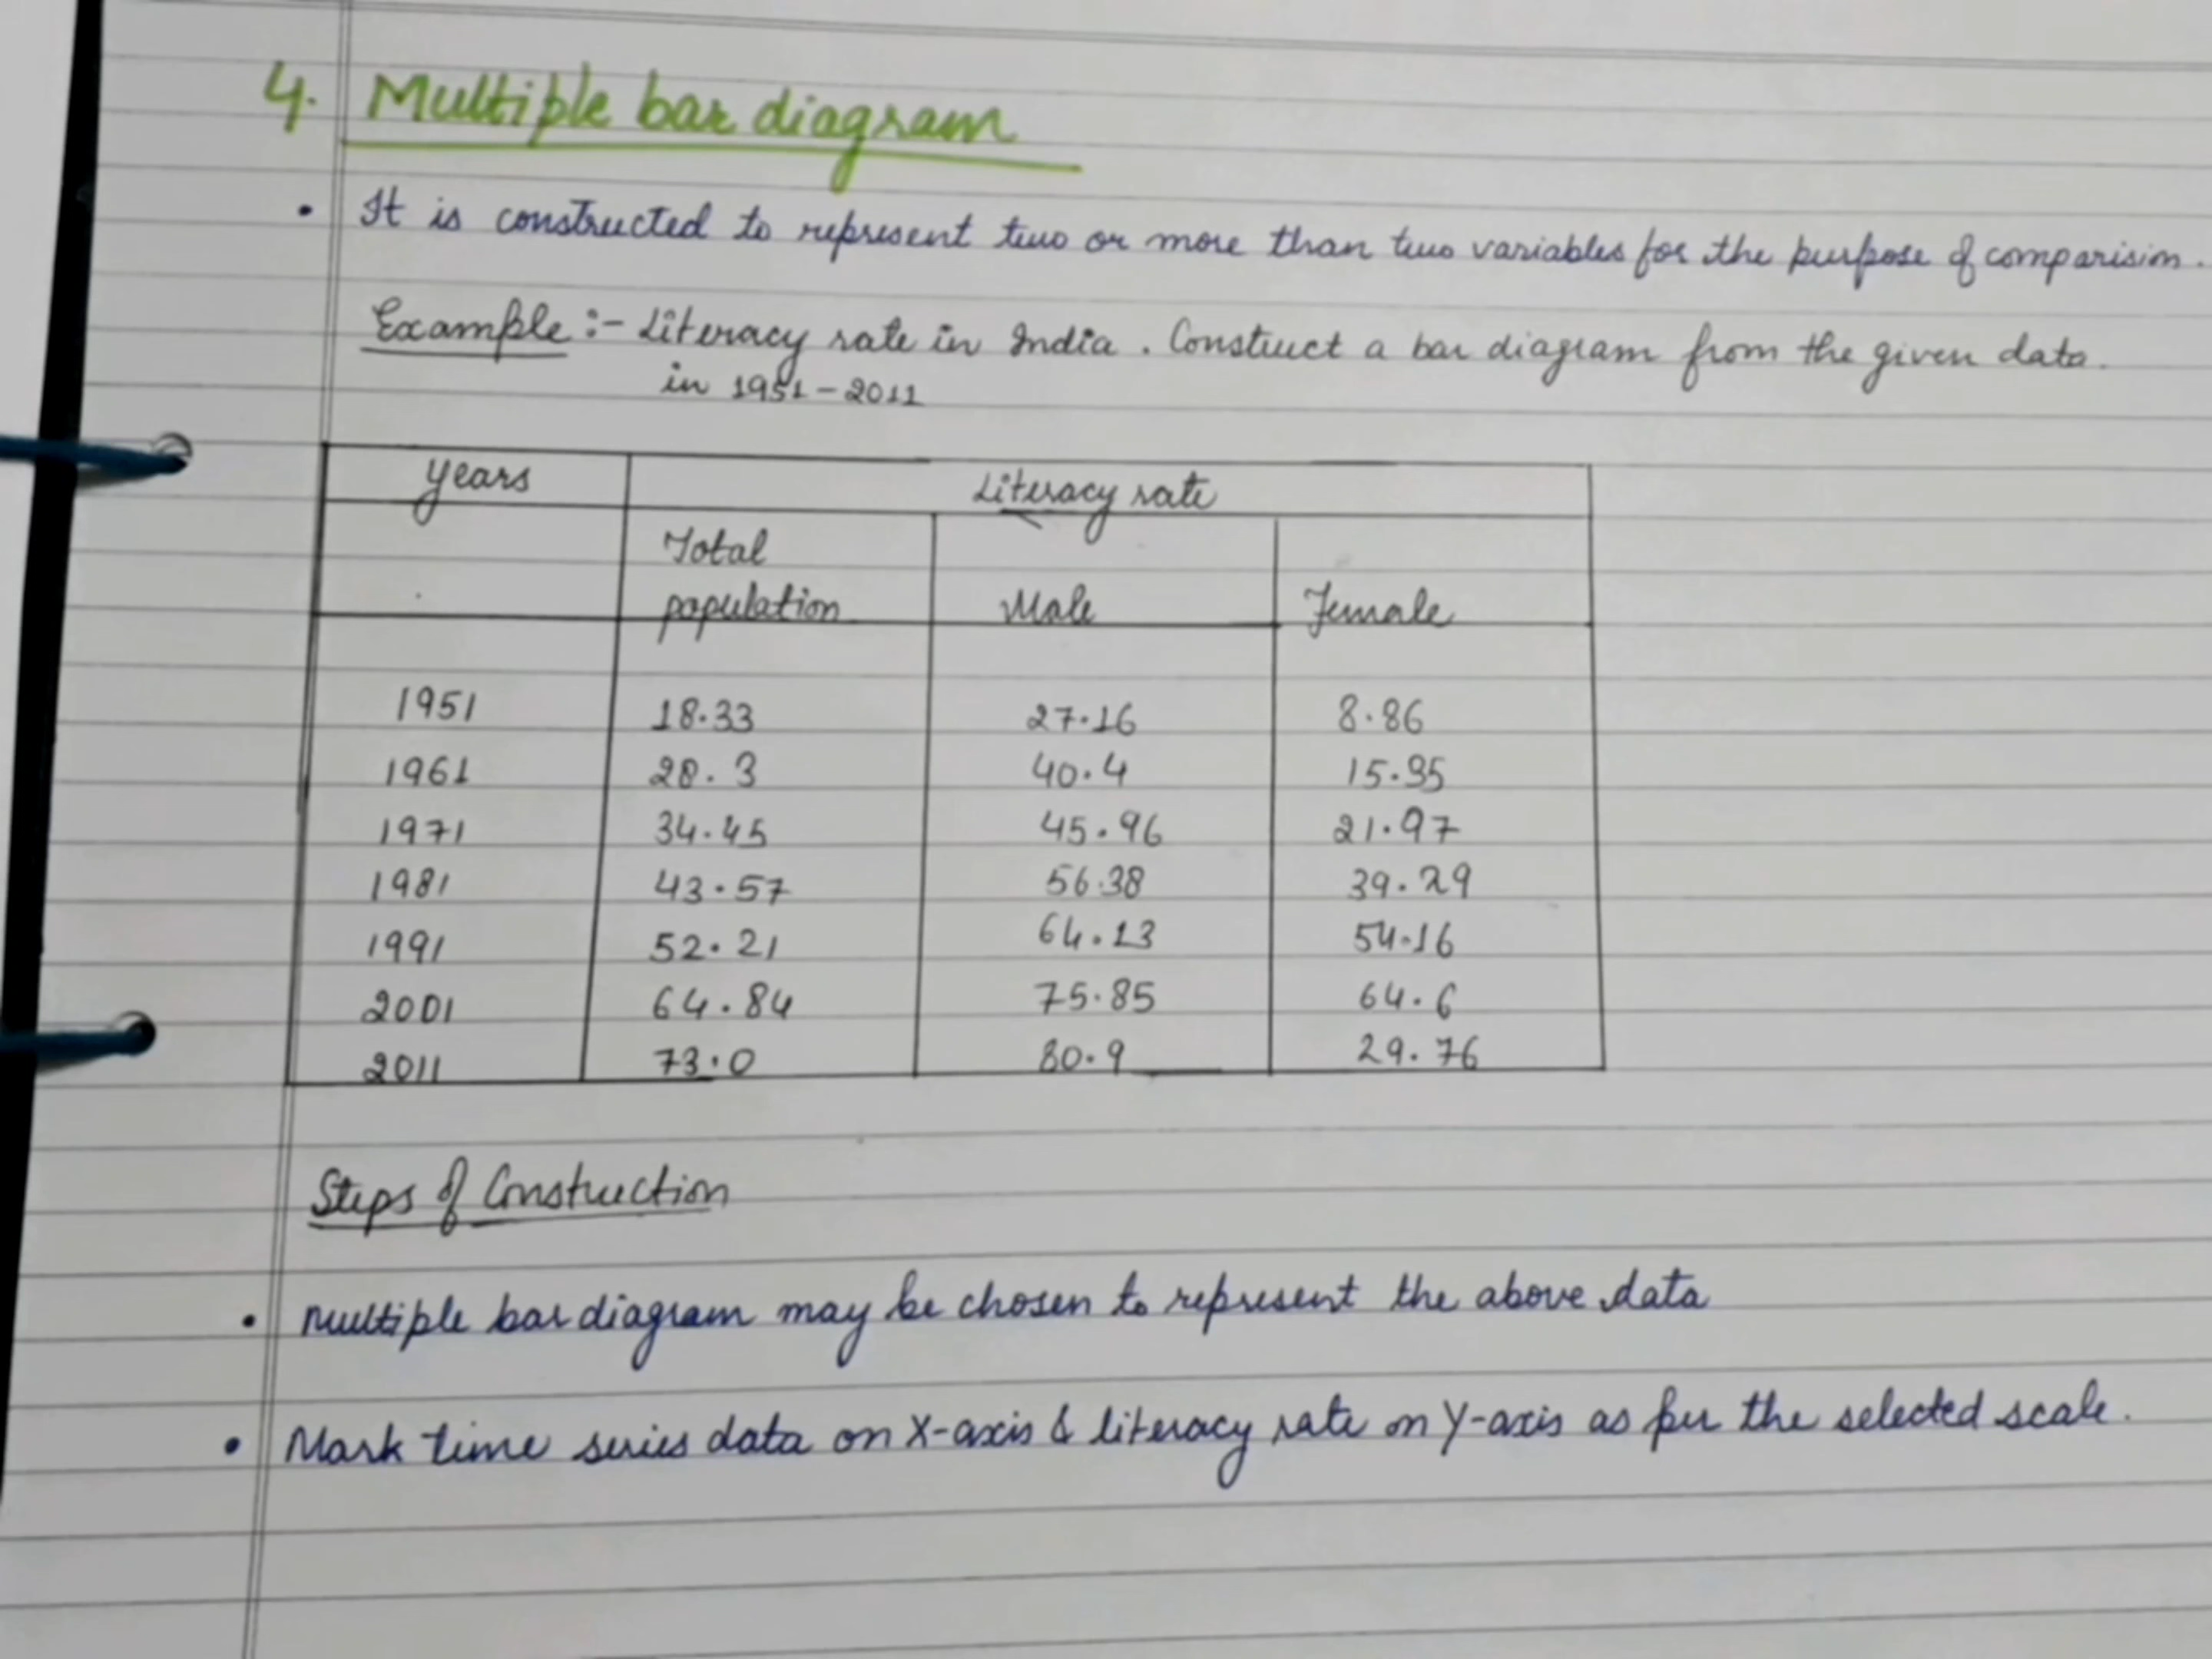 4. Multiple bar diagram
• It is constructed to represent two or more than two variables for the purpose of comparision.
Example :- Literacy rate in India. Construct a bar diagram from the given data.
in 1951-2011
years Literacy rate
Total population Male Female
1951 18.33 27.16 8.86
1961 28.3 40.4 15.35
1971 34.45 45.96 21.97
1981 43.57 56.38 39.29
1991 52.21 64.13 54.16
2001 64.84 75.85 64.6
2011 73.0 80.9 29.76
Steps of Construction
• Multiple bar diagram may be chosen to represent the above data
• Mark time series data on X-axis & literacy rate on Y-axis as per the selected scale.